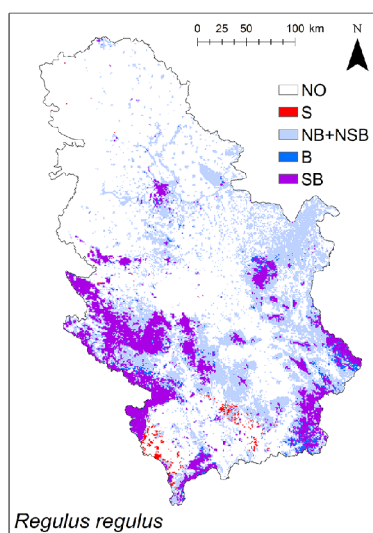 0 25 50 100 km
N
NO
S
NB+NSB
B
SB
Regulus regulus